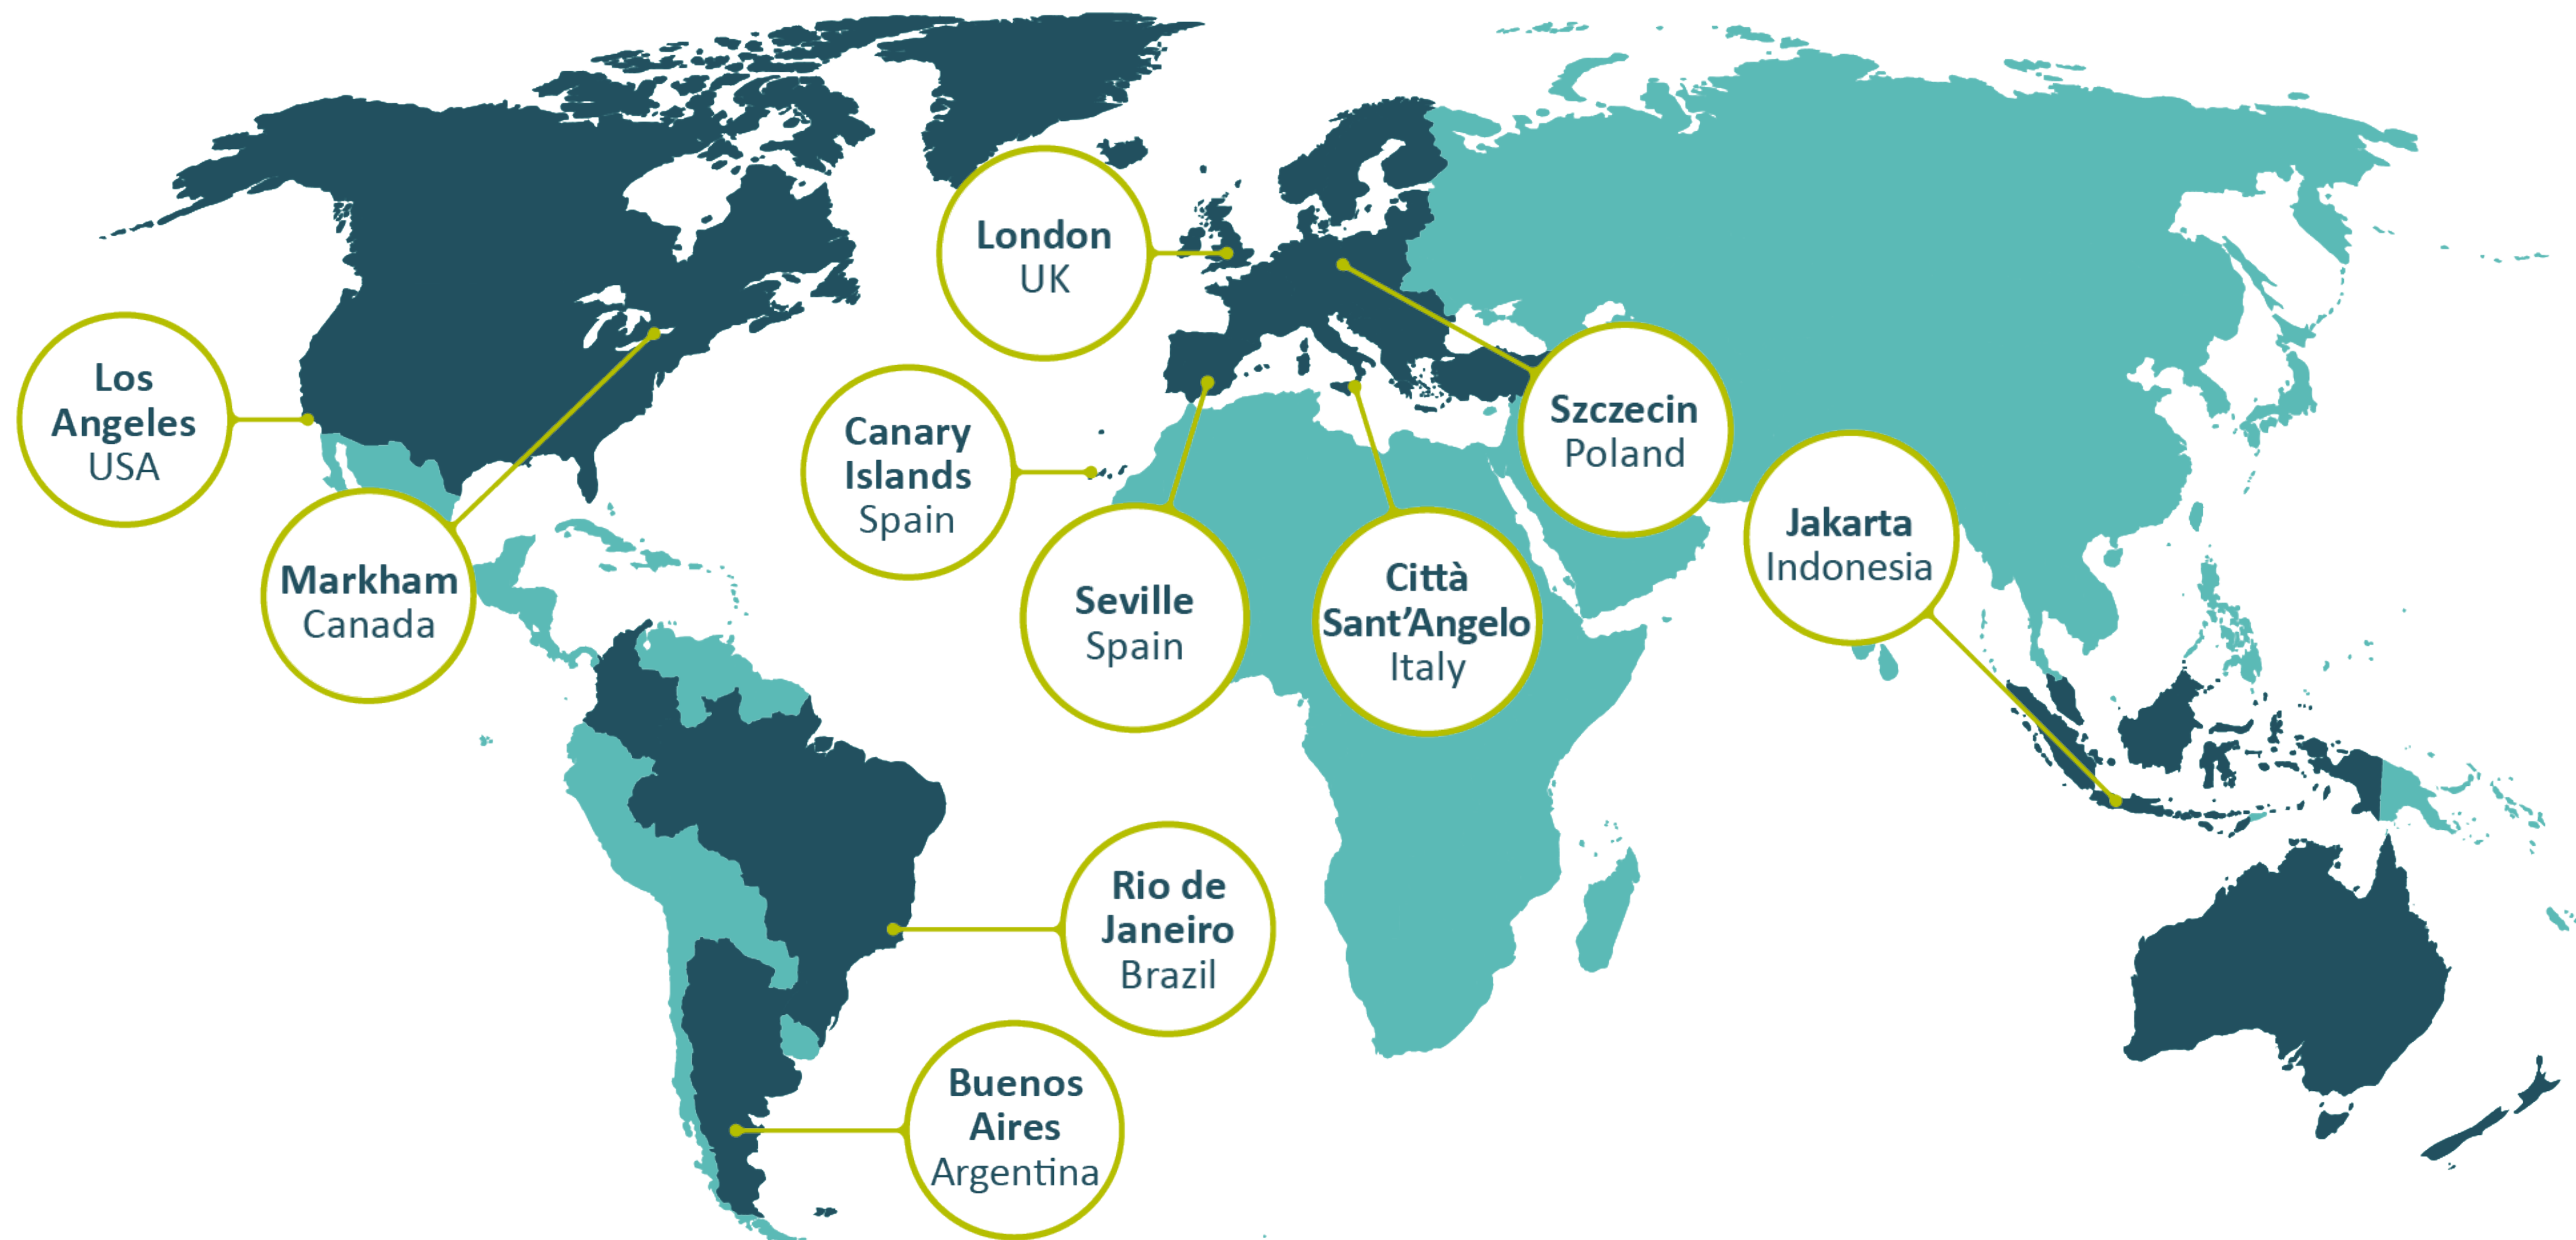 London
UK
Los
Angeles
USA
Canary
Islands
Spain
Szczecin
Poland
Jakarta
Indonesia
Markham
Canada
Seville
Spain
Città
Sant’Angelo
Italy
Rio de
Janeiro
Brazil
Buenos
Aires
Argentina